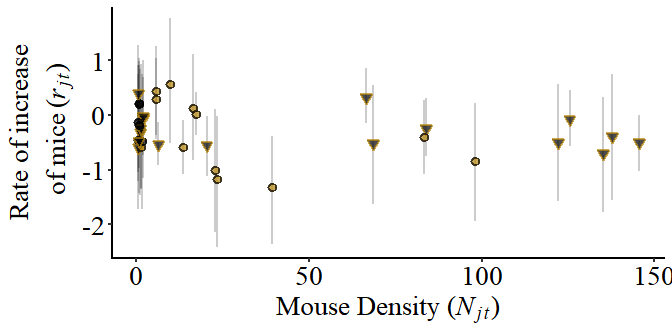 Rate of increase
of mice (r_jt)
1
0
-1
-2
0 50 100 150
Mouse Density (N_jt)